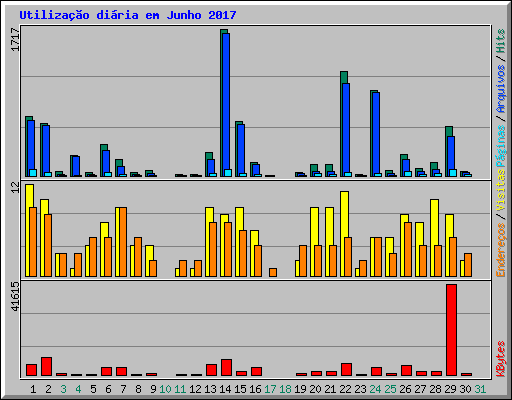 Utilização diária em Junho 2017
1717
Hits / Arquivos / Páginas
12
Visitas / Endereços
41615
KBytes
1 2 3 4 5 6 7 8 9 10 11 12 13 14 15 16 17 18 19 20 21 22 23 24 25 26 27 28 29 30 31